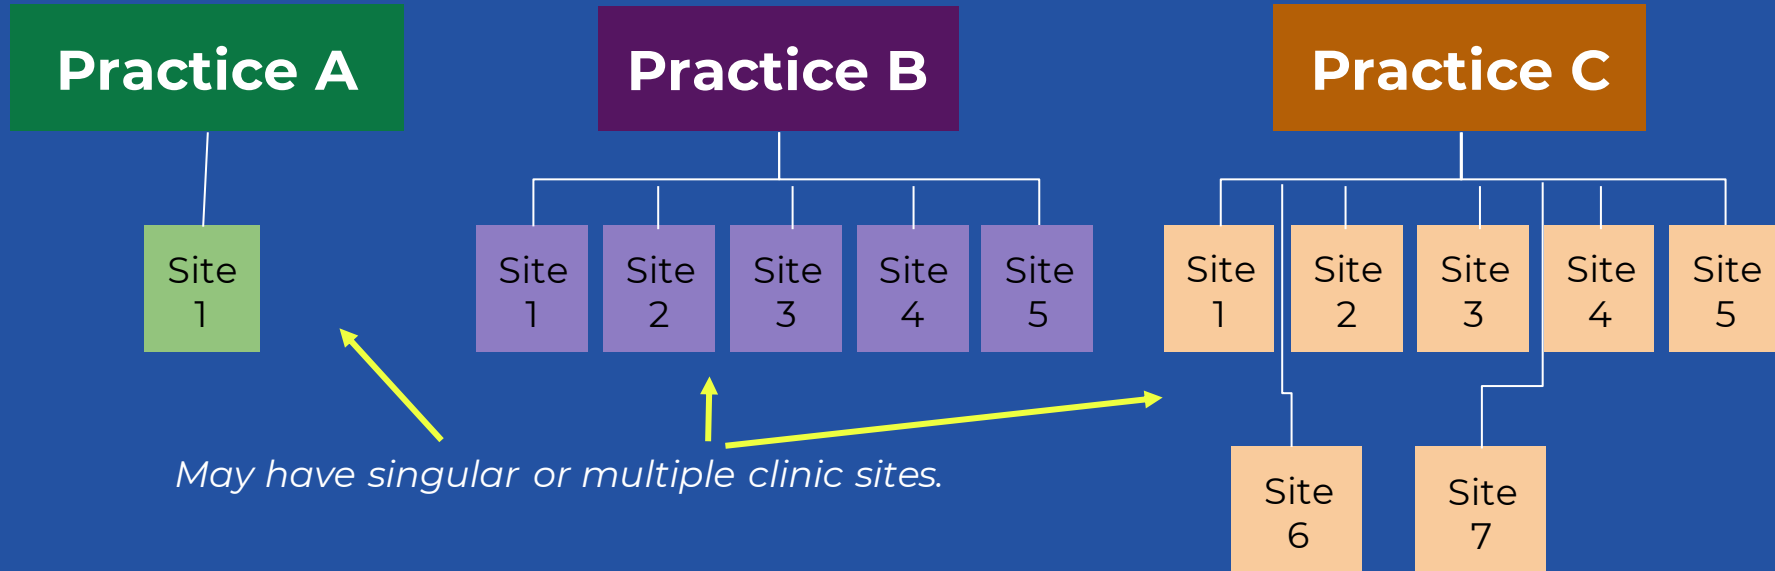 Practice A
Practice B
Practice C
Site
1
Site
1
Site
2
Site
3
Site
4
Site
5
Site
1
Site
2
Site
3
Site
4
Site
5
May have singular or multiple clinic sites.
Site
6
Site
7